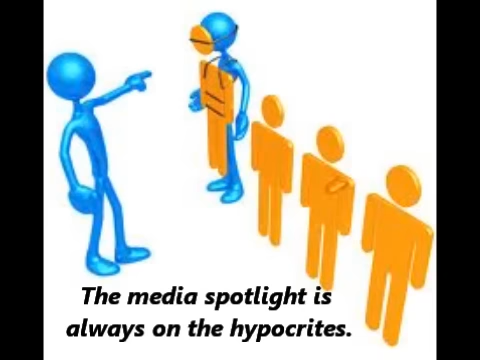 The media spotlight is
always on the hypocrites.